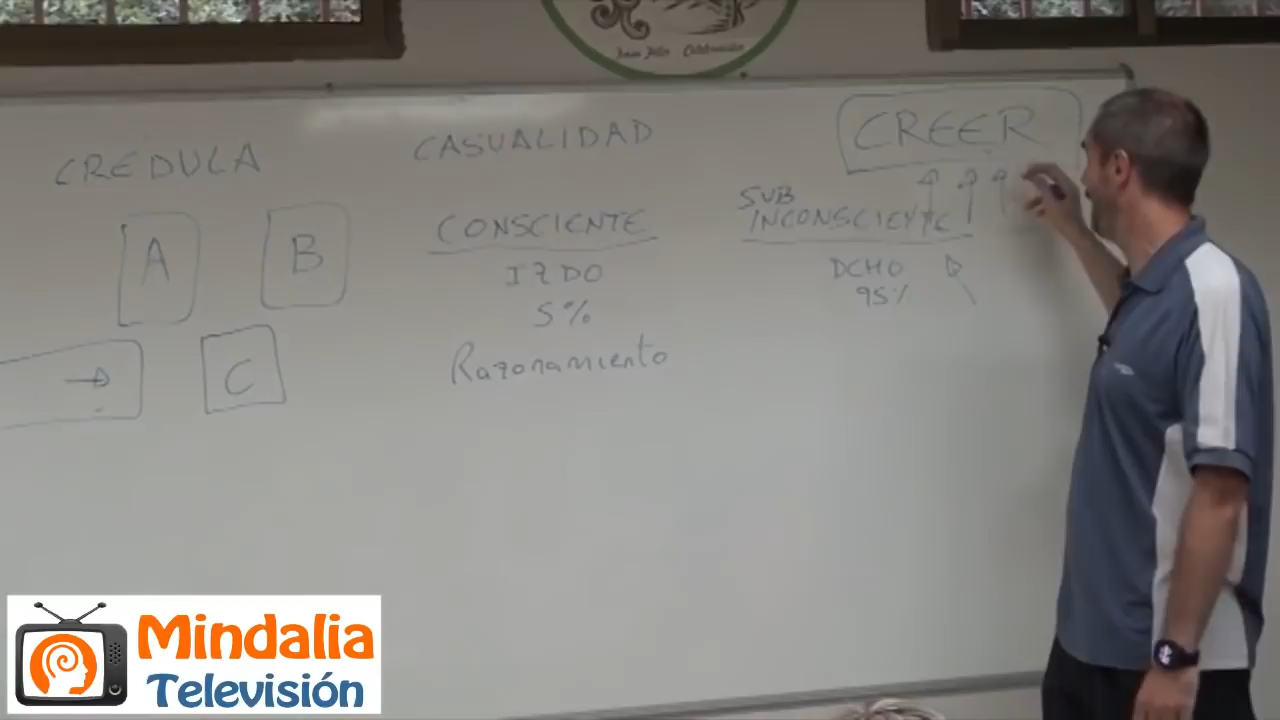 CREER
CREDULA
CASUALIDAD
A
B
C
CONSCIENTE
IZDO
5%
Razonamiento
SUB
INCONSCIENTE
DCHO
95%
Mindalia
Televisión